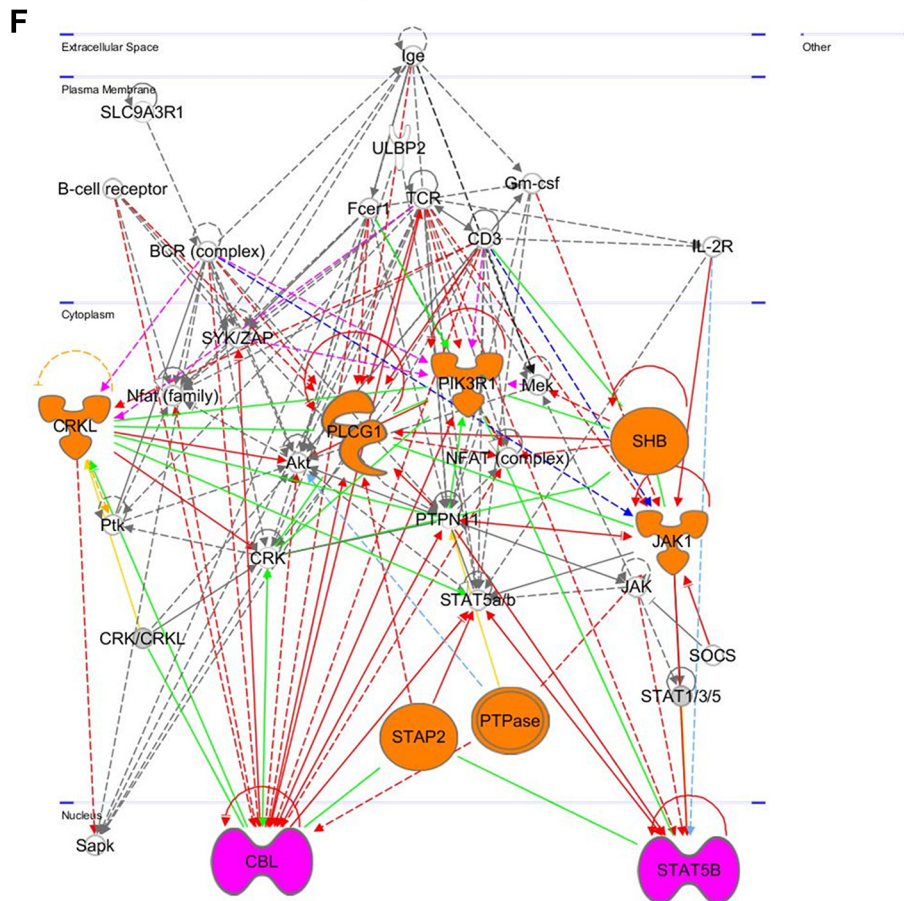 F
Extracellular Space
Other
Ige
Plasma Membrane
SLC9A3R1
ULBP2
B-cell receptor
Gm-csf
Fcer1
TCR
CD3
BCR (complex)
IL-2R
Cytoplasm
SYK/ZAP
PIK3R1
Mek
Nfat (family)
CRKL
PLCG1
SHB
Akt
NFAT (complex)
Ptk
PTPN11
JAK1
CRK
JAK
STAT5a/b
CRK/CRKL
SOCS
STAT1/3/5
STAP2
PTPase
Nucleus
Sapk
CBL
STAT5B